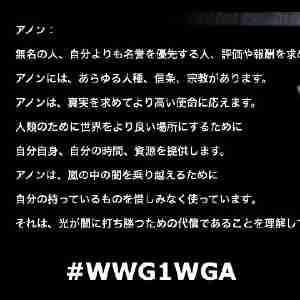 アノン：
無名の人、自分よりも名誉を優先する人、評価や報酬を求め
アノンには、あらゆる人種、信条、宗教があります。
アノンは、真実を求めてより高い使命に応えます。
人類のために世界をより良い場所にするために
自分自身、自分の時間、資源を提供します。
アノンは、嵐の中の闇を乗り越えるために
自分の持っているものを惜しみなく使っています。
それは、光が闇に打ち勝つための代償であることを理解して
#WWG1WGA